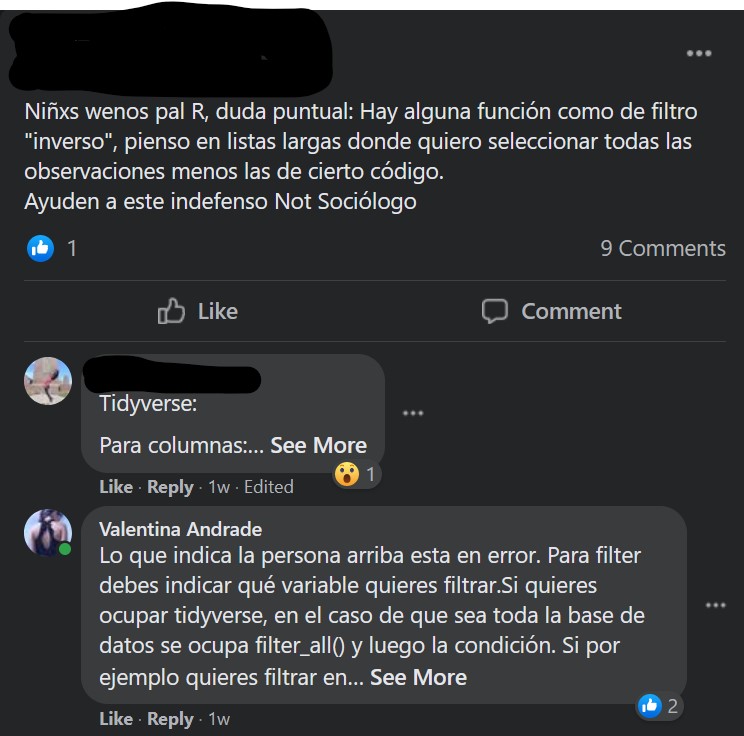 Niñxs wenos pal R, duda puntual: Hay alguna función como de filtro
"inverso", pienso en listas largas donde quiero seleccionar todas las
observaciones menos las de cierto código.
Ayuden a este indefenso Not Sociólogo
1
9 Comments
Like
Comment
Tidyverse:
Para columnas:... See More
1
Like · Reply · 1w · Edited
Valentina Andrade
Lo que indica la persona arriba esta en error. Para filter
debes indicar qué variable quieres filtrar.Si quieres
ocupar tidyverse, en el caso de que sea toda la base de
datos se ocupa filter_all() y luego la condición. Si por
ejemplo quieres filtrar en... See More
2
Like · Reply · 1w